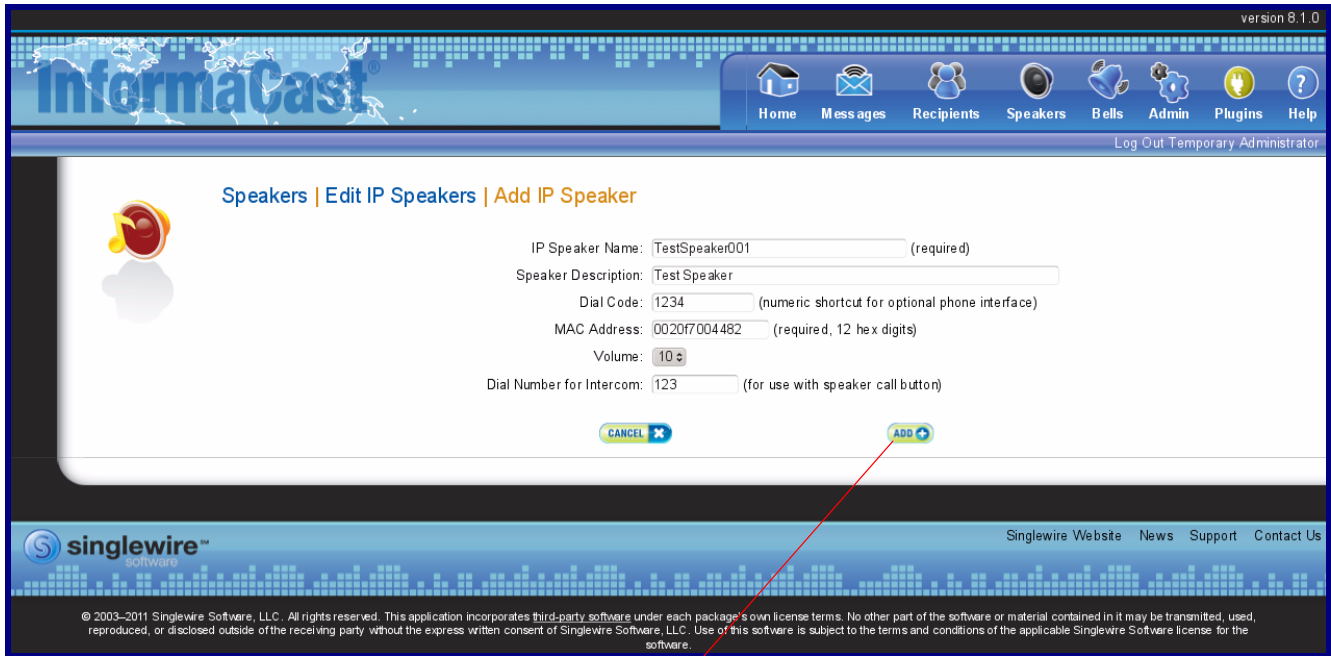 version 8.1.0
InformaCast®
Home Messages Recipients Speakers Bells Admin Plugins Help
Log Out Temporary Administrator
Speakers | Edit IP Speakers | Add IP Speaker
IP Speaker Name: TestSpeaker001 (required)
Speaker Description: Test Speaker
Dial Code: 1234 (numeric shortcut for optional phone interface)
MAC Address: 0020f7004482 (required, 12 hex digits)
Volume: 10
Dial Number for Intercom: 123 (for use with speaker call button)
CANCEL ADD
singlewire™
software
Singlewire Website News Support Contact Us
© 2003–2011 Singlewire Software, LLC. All rights reserved. This application incorporates third-party software under each package's own license terms. No other part of the software or material contained in it may be transmitted, used,
reproduced, or disclosed outside of the receiving party without the express written consent of Singlewire Software, LLC. Use of this software is subject to the terms and conditions of the applicable Singlewire Software license for the
software.